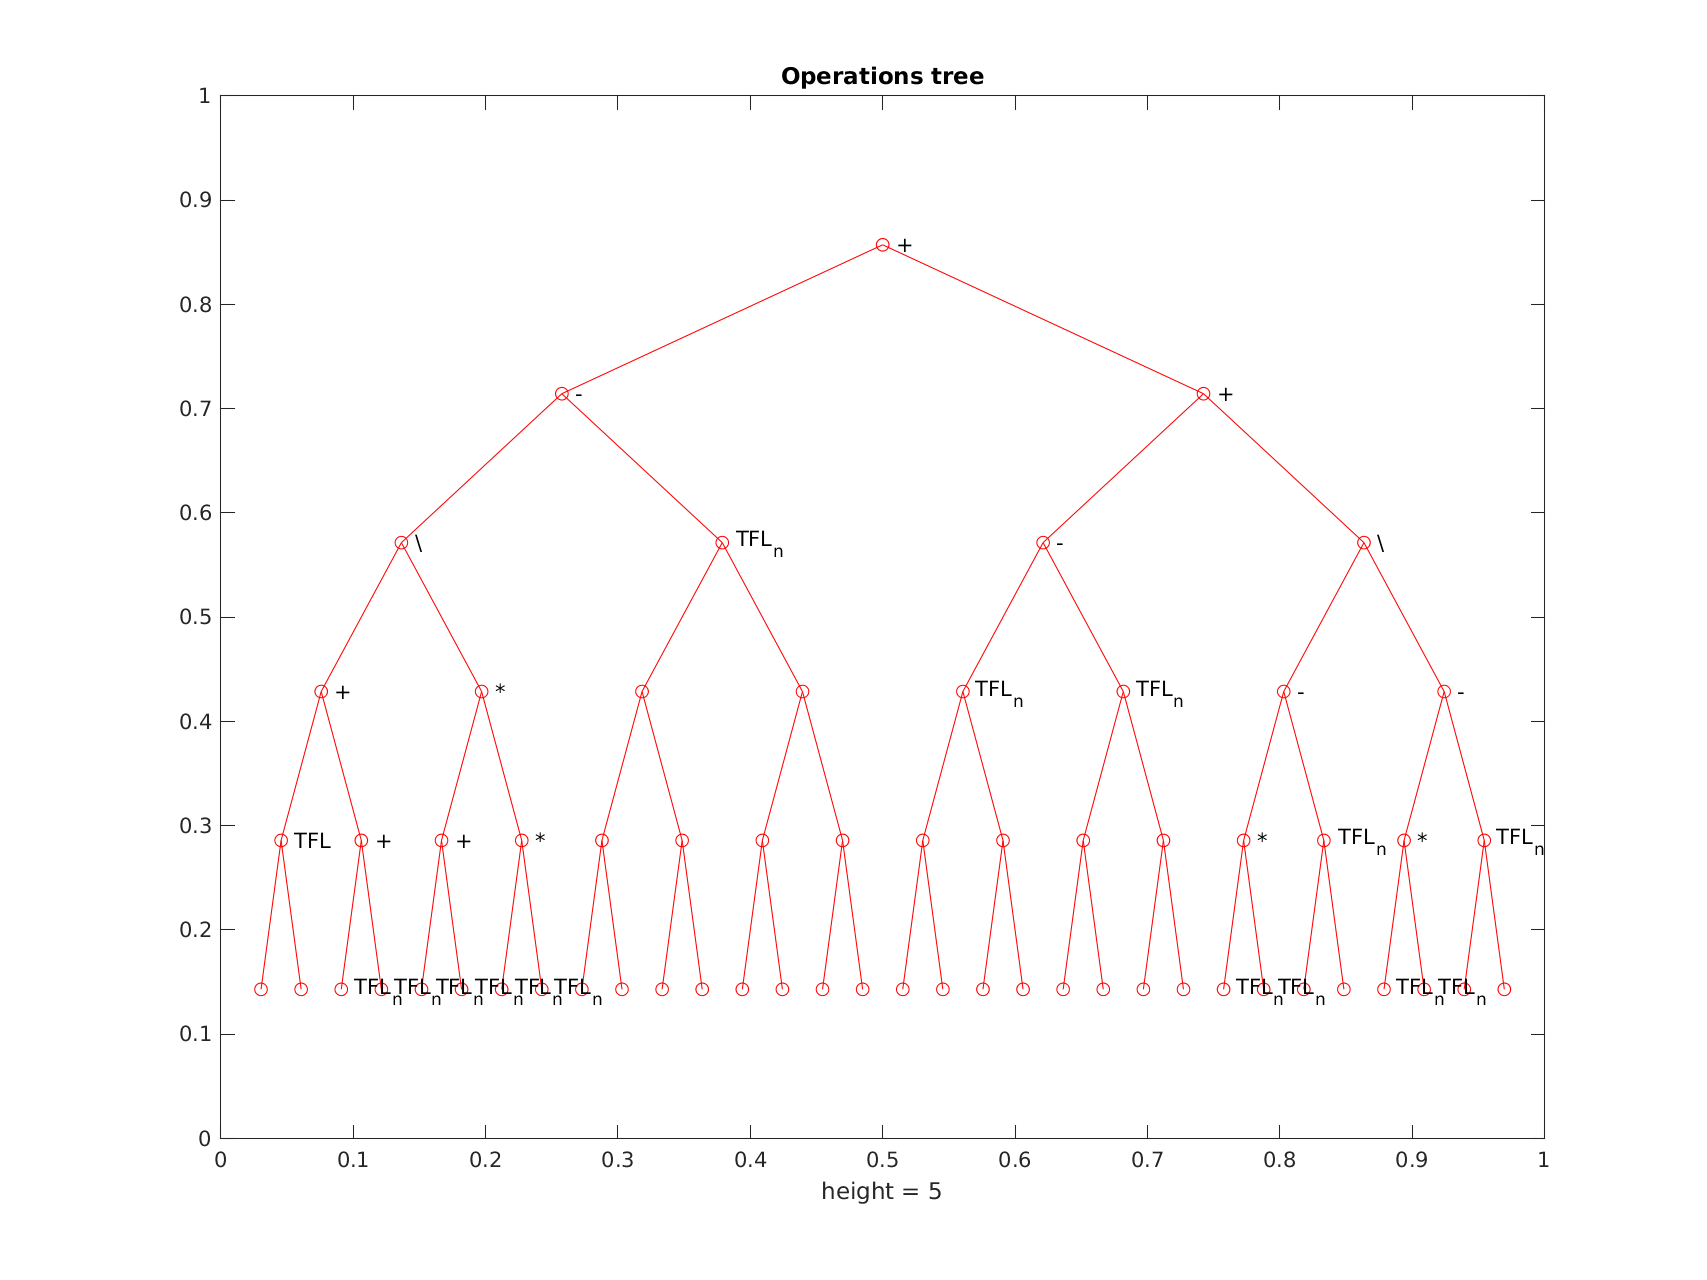 Operations tree
1
0.9
+
0.8
- +
0.7
0.6
\ TFLn - \
0.5
+ * TFLn TFLn - -
0.4
0.3
TFL + + * * TFLn * TFLn
0.2
TFLn TFLn TFLn TFLn TFLn TFLn TFLn TFLn TFLn TFLn
0.1
0
0 0.1 0.2 0.3 0.4 0.5 0.6 0.7 0.8 0.9 1
height = 5